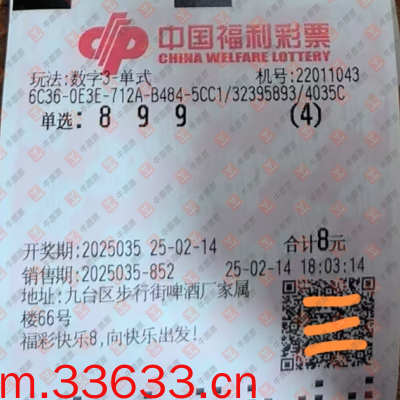 中国福利彩票
CHINA WELFARE LOTTERY
玩法:数字3-单式 机号:22011043
6C36-0E3E-712A-B484-5CC1/32395893/4035C
单选: 8 9 9 (4)
开奖期:2025035 25-02-14 合计8元
销售期:2025035-852 25-02-14 18:03:14
地址:九台区步行街啤酒厂家属
楼66号
福彩快乐8,向快乐出发!
m.33633.cn